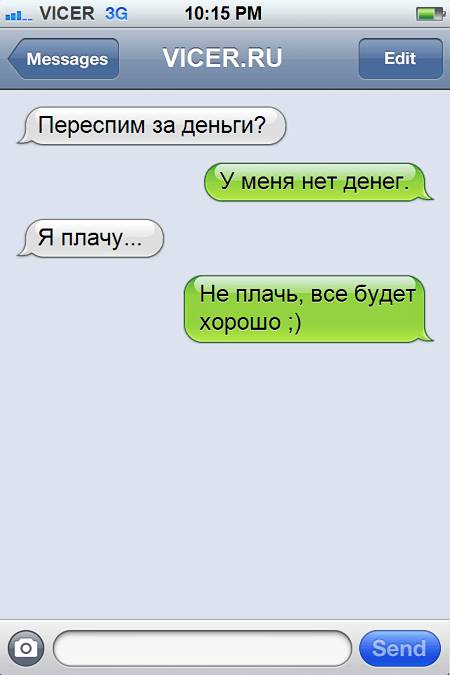 VICER 3G 10:15 PM
Messages VICER.RU Edit
Переспим за деньги?
У меня нет денег.
Я плачу...
Не плачь, все будет
хорошо ;)
Send